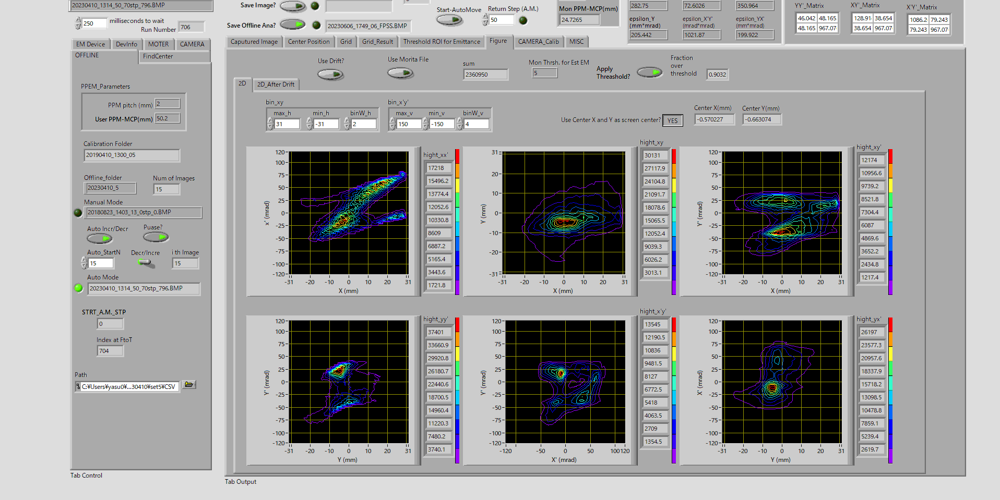 20230410_1314_50_70stp_796.BMP
250
milliseconds to wait
Run Number
706
Save Image?
Save Offline Ana?
20230606_1749_06_FPSS.BMP
Start-AutoMove
Return Step (A.M.)
50
Mon PPM-MCP(mm)
24.7265
282.75
72.6026
350.964
epsilon_Y (mm*mrad)
epsilon_X'Y' (mrad*mrad)
epsilon_YX' (mm*mrad)
205.442
1021.87
199.922
YY'_Matrix
46.042 48.165
48.165 967.07
XY'_Matrix
128.91 38.654
38.654 967.07
X'Y'_Matrix
1086.2 79.243
79.243 967.07
EM Device
DevInfo
MOTER
CAMERA
OFFLINE
FindCenter
PPEM_Parameters
PPM pitch (mm)
2
User PPM-MCP(mm)
50.2
Calibration Folder
20190410_1300_05
Offline_folder
20230410_5
Num of Images
15
Manual Mode
20180823_1403_13_0stp_0.BMP
Auto Incr/Decr
Puase?
Auto_StartN
15
Decr/Incre
i th Image
15
Auto Mode
20230410_1314_50_70stp_796.BMP
STRT_A.M._STP
0
Index at FtoT
704
Path
C:¥Users¥yasu0¥...30410¥set5¥CSV
Tab Control
Caputured Image
Center Position
Grid
Grid_Result
Threshold ROI for Emittance
Figure
CAMERA_Calib
MISC
Use Drift?
Use Morita File
sum
2360950
Mon Thrsh. for Est EM
5
Apply
Threashold?
Fraction
over
threshold
0.9032
2D
2D_After Drift
bin_xy
max_h
min_h
binW_h
31
-31
2
bin_x'y'
max_v
min_v
binW_v
150
-150
4
Use Center X and Y as screen center?
YES
Center X(mm)
-0.570227
Center Y(mm)
-0.663074
120
100
75
50
25
0
-25
-50
-75
-100
-120
x' (mrad)
-31 -20 -10 0 10 20 31
X (mm)
hight_xx'
17218
15496.2
13774.4
12052.6
10330.8
8609
6887.2
5165.4
3443.6
1721.8
31
20
10
0
-10
-20
-31
Y (mm)
-31 -20 -10 0 10 20 31
X (mm)
hight_xy
30131
27117.9
24104.8
21091.7
18078.6
15065.5
12052.4
9039.3
6026.2
3013.1
120
100
75
50
25
0
-25
-50
-75
-100
-120
Y' (mrad)
-31 -20 -10 0 10 20 31
X (mm)
hight_xy'
12174
10956.6
9739.2
8521.8
7304.4
6087
4869.6
3652.2
2434.8
1217.4
120
100
75
50
25
0
-25
-50
-75
-100
-120
Y' (mrad)
-31 -20 -10 0 10 20 31
Y (mm)
hight_yy'
37401
33660.9
29920.8
26180.7
22440.6
18700.5
14960.4
11220.3
7480.2
3740.1
120
100
75
50
25
0
-25
-50
-75
-100
-120
Y' (mrad)
-120 -50 0 50 100120
X' (mrad)
hight_x'y'
13545
12190.5
10836
9481.5
8127
6772.5
5418
4063.5
2709
1354.5
120
100
75
50
25
0
-25
-50
-75
-100
-120
X' (mrad)
-31 -20 -10 0 10 20 31
Y (mm)
hight_yx'
26197
23577.3
20957.6
18337.9
15718.2
13098.5
10478.8
7859.1
5239.4
2619.7
Tab Output